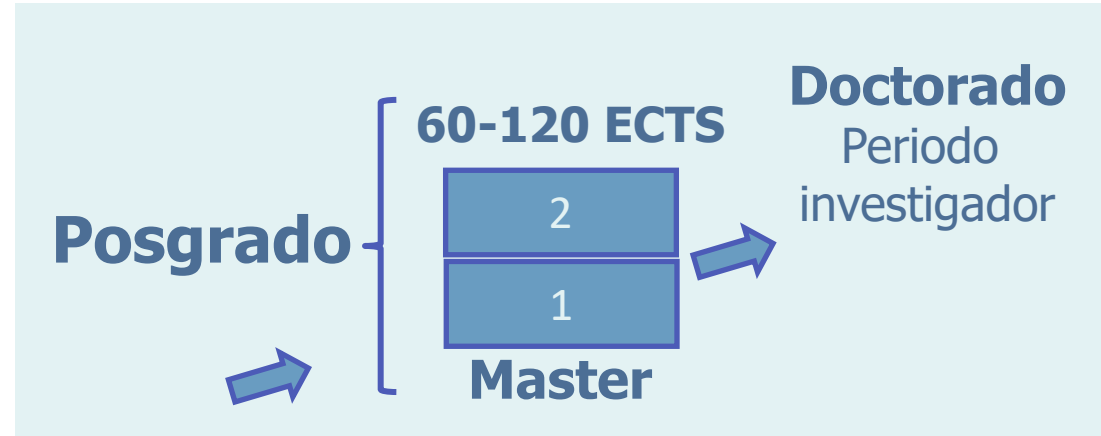 Posgrado
60-120 ECTS
2
1
Master
Doctorado
Periodo
investigador